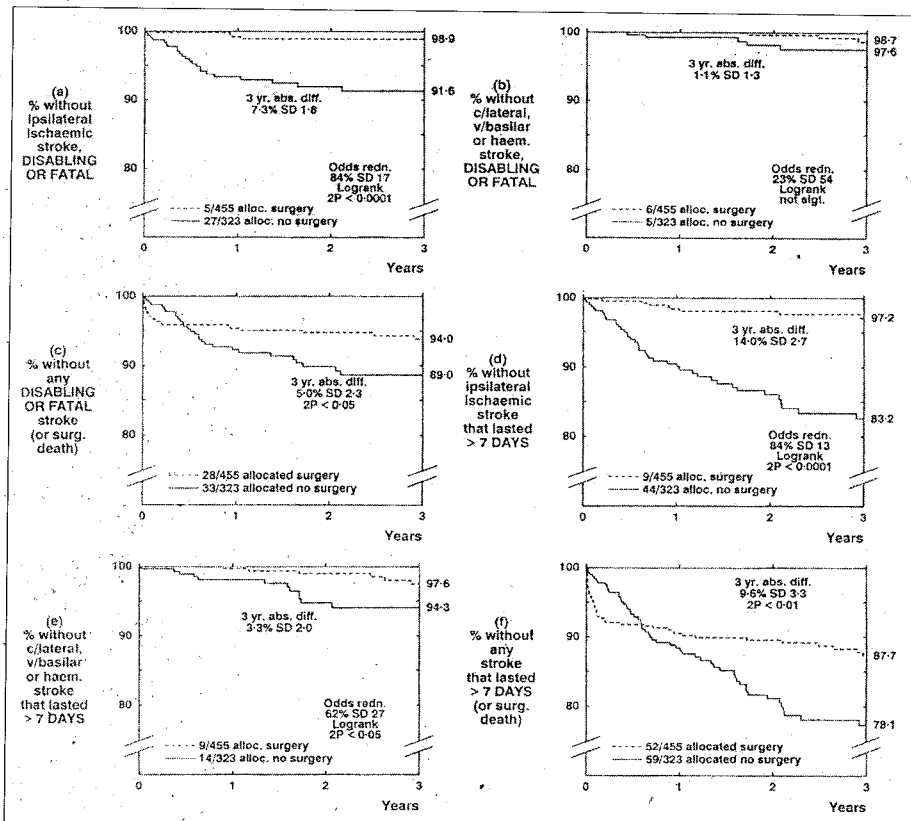 (a)
% without
ipsilateral
ischaemic
stroke,
DISABLING
OR FATAL
100
90
80
98·9
91·6
3 yr. abs. diff.
7·3% SD 1·8
Odds redn.
84% SD 17
Logrank
2P < 0·0001
5/455 alloc. surgery
27/323 alloc. no surgery
0 1 2 3
Years
(b)
% without
c/lateral,
v/basilar
or haem.
stroke,
DISABLING
OR FATAL
100
90
80
98·7
97·6
3 yr. abs. diff.
1·1% SD 1·3
Odds redn.
23% SD 54
Logrank
not sigt.
6/455 alloc. surgery
5/323 alloc. no surgery
0 1 2 3
Years
(c)
% without
any
DISABLING
OR FATAL
stroke
(or surg.
death)
100
90
80
94·0
89·0
3 yr. abs. diff.
5·0% SD 2·3
2P < 0·05
28/455 allocated surgery
33/323 allocated no surgery
0 1 2 3
Years
(d)
% without
ipsilateral
ischaemic
stroke
that lasted
> 7 DAYS
100
90
80
97·2
83·2
3 yr. abs. diff.
14·0% SD 2·7
Odds redn.
84% SD 13
Logrank
2P < 0·0001
9/455 alloc. surgery
44/323 alloc. no surgery
0 1 2 3
Years
(e)
% without
c/lateral,
v/basilar
or haem.
stroke
that lasted
> 7 DAYS
100
90
80
97·6
94·3
3 yr. abs. diff.
3·3% SD 2·0
Odds redn.
62% SD 27
Logrank
2P < 0·05
9/455 alloc. surgery
14/323 alloc. no surgery
0 1 2 3
Years
(f)
% without
any
stroke
that lasted
> 7 DAYS
(or surg.
death)
100
90
80
87·7
78·1
3 yr. abs. diff.
9·6% SD 3·3
2P < 0·01
52/455 allocated surgery
59/323 allocated no surgery
0 1 2 3
Years